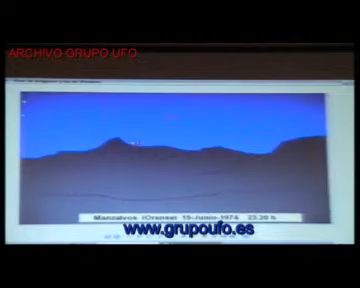 ARCHIVO GRUPO UFO
Manzalvos (Orense) 15-Junio-1974 23.20 h
www.grupoufo.es